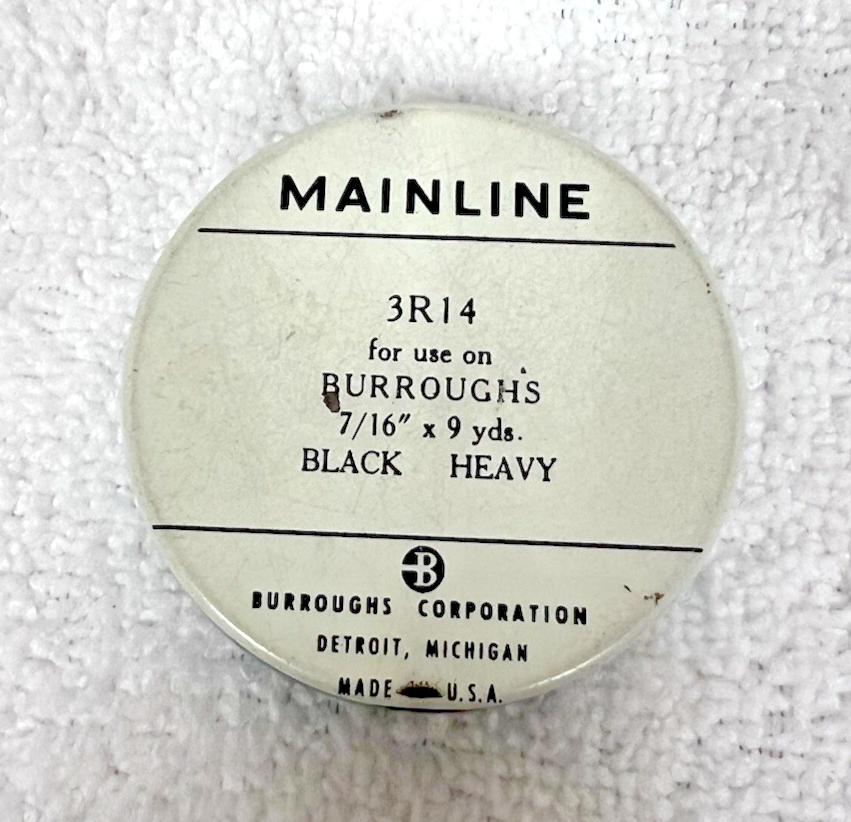 MAINLINE
3R14
for use on
BURROUGHS
7/16" x 9 yds.
BLACK HEAVY
B
BURROUGHS CORPORATION
DETROIT, MICHIGAN
MADE U.S.A.